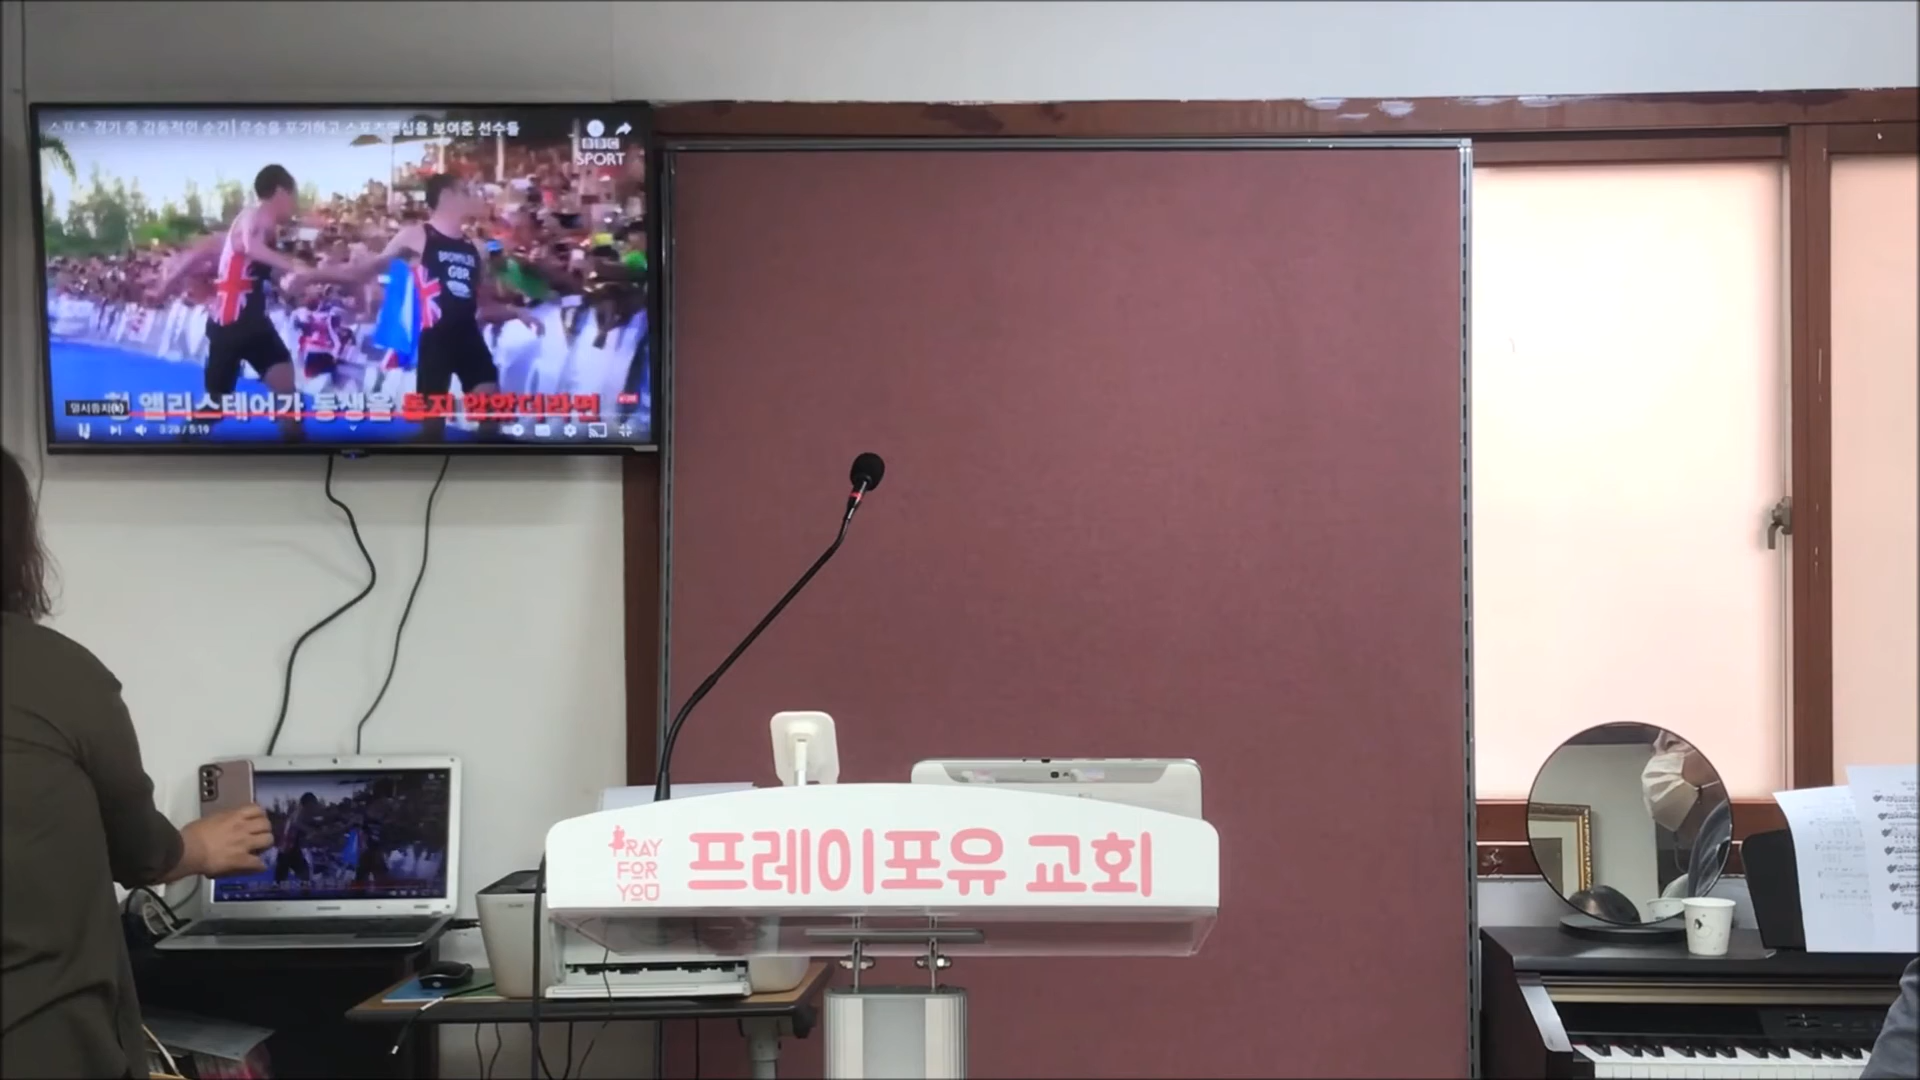 스포츠 경기 중 감동적인 순간| 우승을 포기하고 스포츠맨십을 보여준 선수들
BBC
SPORT
BROWNLEE
GBR
앨리스테어가 동생을 돕지 않았더라면
일시중지(k)
3:28 / 5:19
PRAY
FOR
YOU
프레이포유 교회